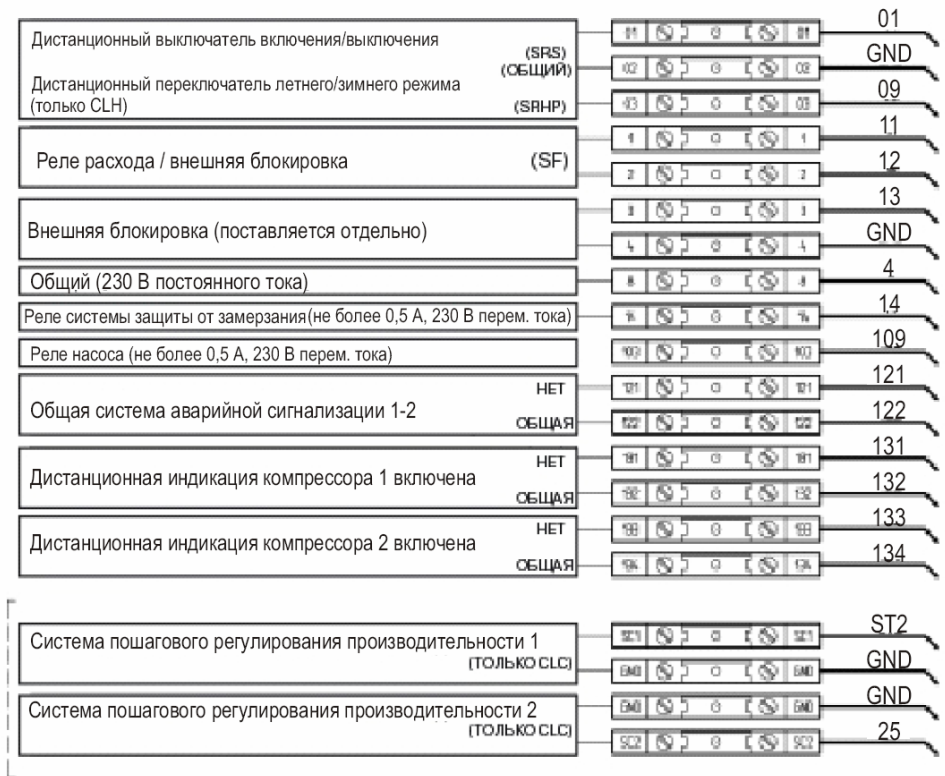 Дистанционный выключатель включения/выключения
(SRS)
(ОБЩИЙ)
Дистанционный переключатель летнего/зимнего режима
(только CLH)
(SRHP)
01
GND
09
Реле расхода / внешняя блокировка
(SF)
11
12
Внешняя блокировка (поставляется отдельно)
13
GND
Общий (230 В постоянного тока)
4
Реле системы защиты от замерзания(не более 0,5 А, 230 В перем. тока)
14
Реле насоса (не более 0,5 А, 230 В перем. тока)
109
НЕТ
Общая система аварийной сигнализации 1-2
ОБЩАЯ
121
122
НЕТ
Дистанционная индикация компрессора 1 включена
ОБЩАЯ
131
132
НЕТ
Дистанционная индикация компрессора 2 включена
ОБЩАЯ
133
134
Система пошагового регулирования производительности 1
(ТОЛЬКО CLC)
ST2
GND
Система пошагового регулирования производительности 2
(ТОЛЬКО CLC)
GND
25